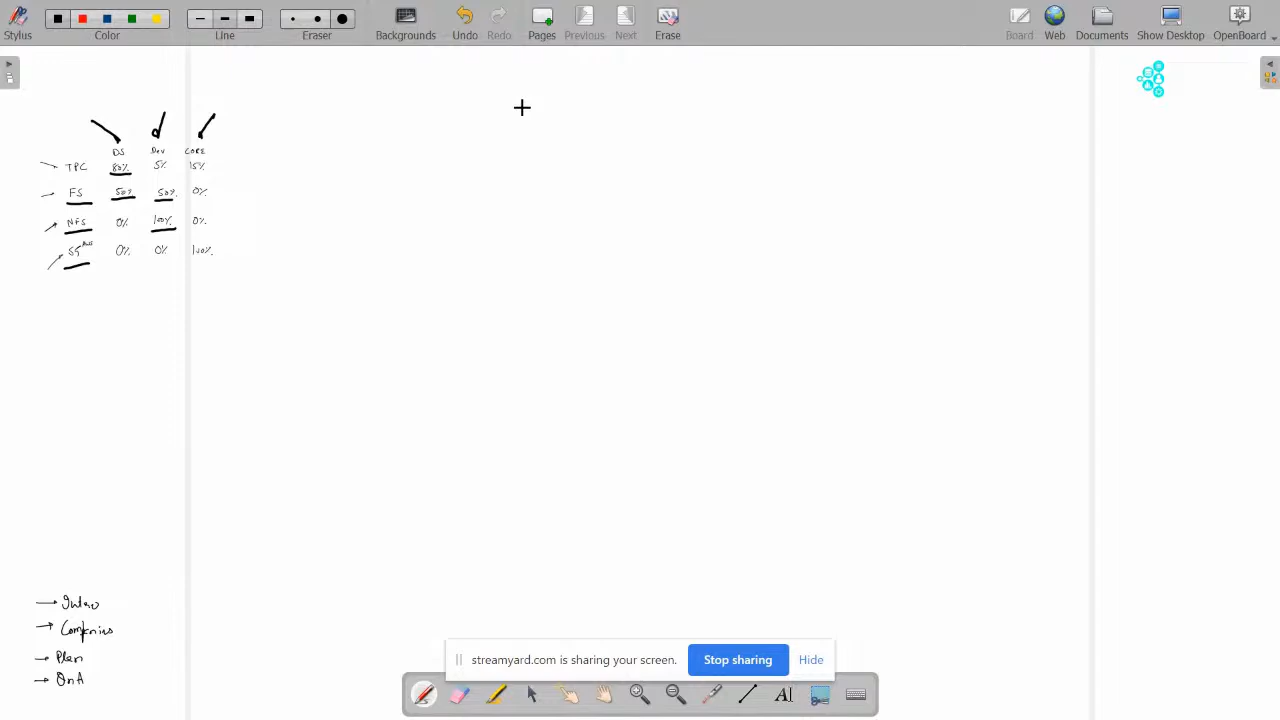 Stylus
Color
Line
Eraser
Backgrounds
Undo
Redo
Pages
Previous
Next
Erase
Board
Web
Documents
Show Desktop
OpenBoard
DS Dev CORE
TPC 80% 5% 15%
FS 50% 50% 0%
NFS 0% 100% 0%
0% 0% 100%
Intro
Companies
Plan
QnA
streamyard.com is sharing your screen.
Stop sharing
Hide